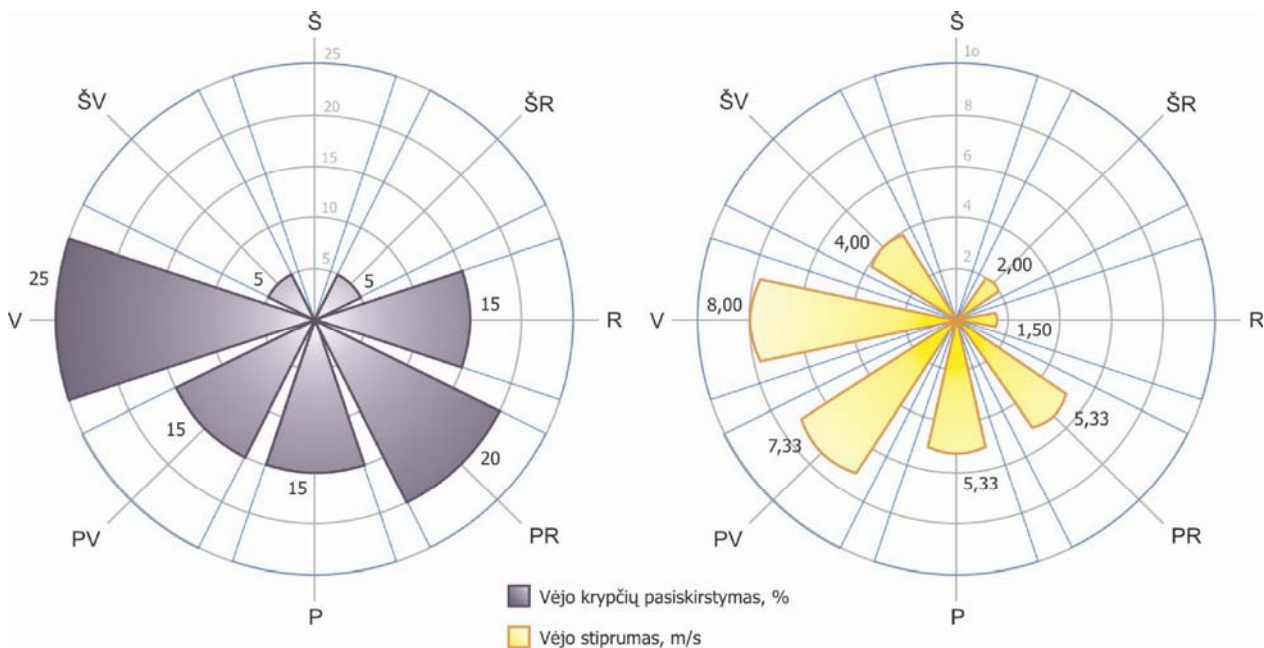 Š
25
20
15
10
5
ŠV
ŠR
5
5
25
15
V
R
15
15
20
PV
PR
P
Š
10
8
6
4
2
ŠV
ŠR
4,00
2,00
8,00
1,50
V
R
7,33
5,33
5,33
PV
PR
P
Vėjo krypčių pasiskirstymas, %
Vėjo stiprumas, m/s